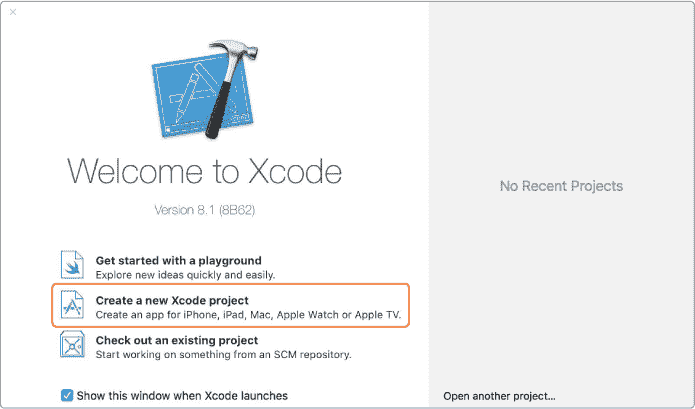 Welcome to Xcode
Version 8.1 (8B62)
Get started with a playground
Explore new ideas quickly and easily.
Create a new Xcode project
Create an app for iPhone, iPad, Mac, Apple Watch or Apple TV.
Check out an existing project
Start working on something from an SCM repository.
Show this window when Xcode launches
No Recent Projects
Open another project...